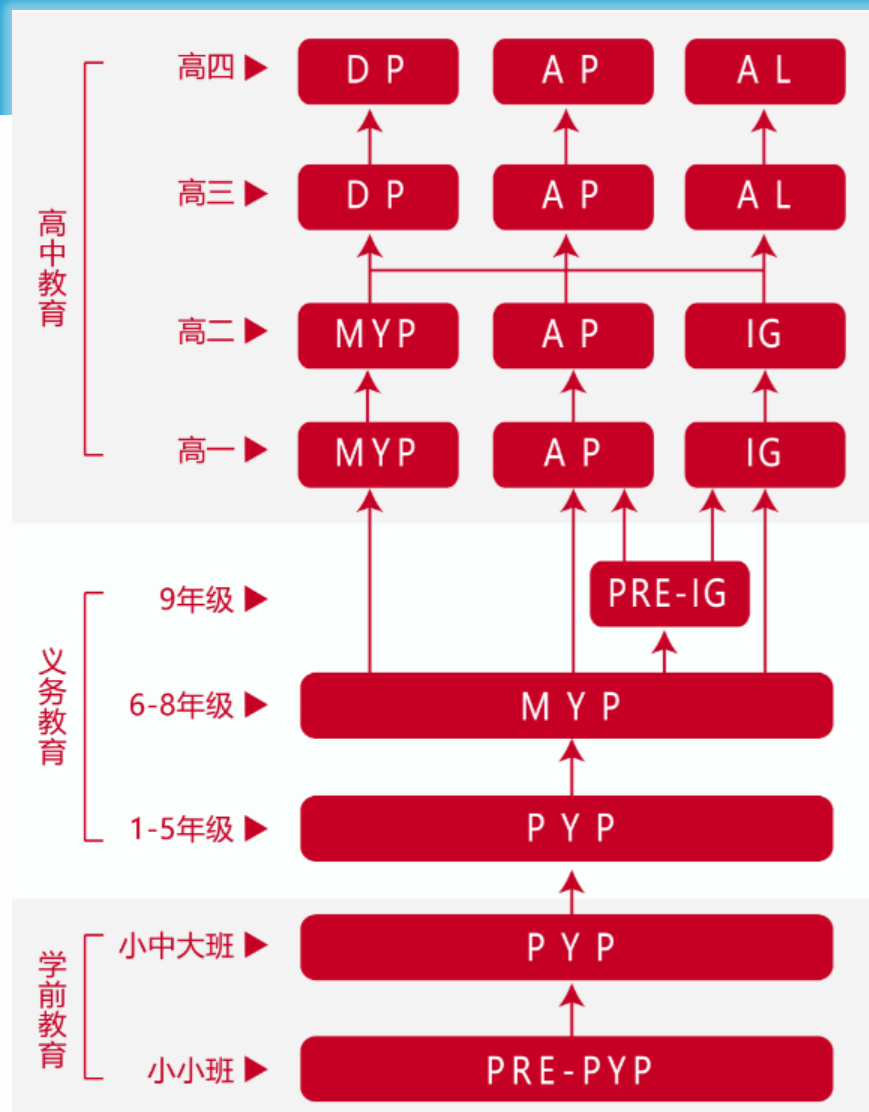 高四 ▶ D P A P A L
高三 ▶ D P A P A L
高中教育
高二 ▶ MYP A P IG
高一 ▶ MYP A P IG
9年级 ▶ PRE-IG
义务教育
6-8年级 ▶ M Y P
1-5年级 ▶ P Y P
小中大班 ▶ P Y P
学前教育
小小班 ▶ PRE-PYP